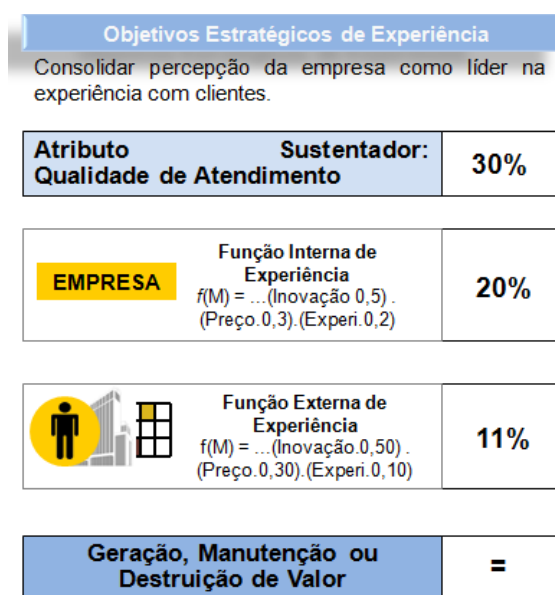 Objetivos Estratégicos de Experiência
Consolidar percepção da empresa como líder na
experiência com clientes.
Atributo Sustentador:
Qualidade de Atendimento
30%
EMPRESA
Função Interna de
Experiência
f(M) = ...(Inovação 0,5) .
(Preço.0,3).(Experi.0,2)
20%
Função Externa de
Experiência
f(M) = ...(Inovação.0,50) .
(Preço.0,30).(Experi.0,10)
11%
Geração, Manutenção ou
Destruição de Valor
=